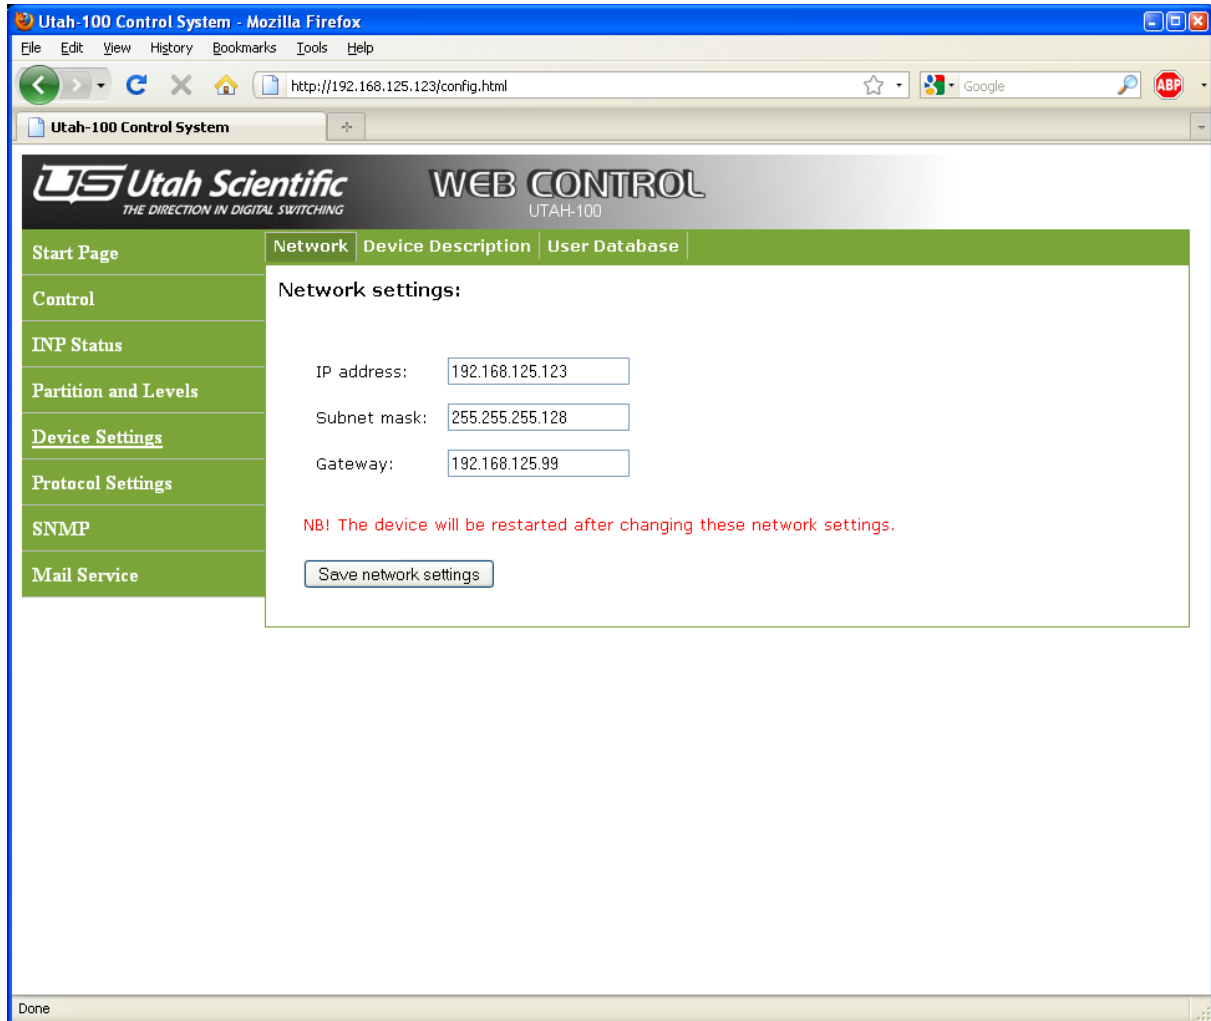 Utah-100 Control System - Mozilla Firefox
File Edit View History Bookmarks Tools Help
http://192.168.125.123/config.html Google ABP
Utah-100 Control System
US Utah Scientific WEB CONTROL
THE DIRECTION IN DIGITAL SWITCHING UTAH-100
Network Device Description User Database
Start Page
Control
INP Status
Partition and Levels
Device Settings
Protocol Settings
SNMP
Mail Service
Network settings:
IP address: 192.168.125.123
Subnet mask: 255.255.255.128
Gateway: 192.168.125.99
NB! The device will be restarted after changing these network settings.
Save network settings
Done